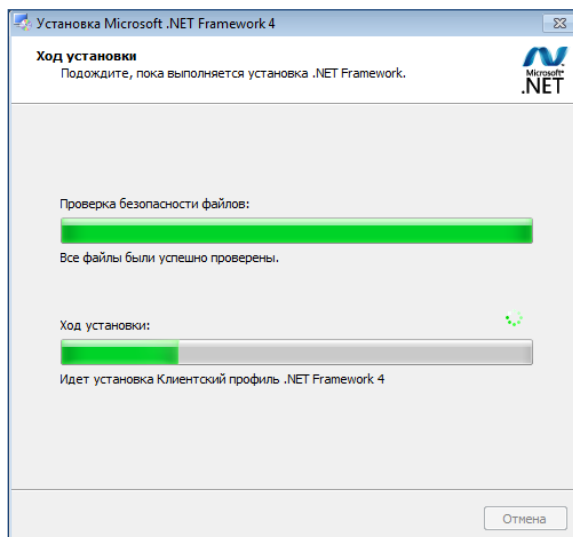 Установка Microsoft .NET Framework 4
Ход установки
Подождите, пока выполняется установка .NET Framework.
Microsoft®
.NET
Проверка безопасности файлов:
Все файлы были успешно проверены.
Ход установки:
Идет установка Клиентский профиль .NET Framework 4
Отмена